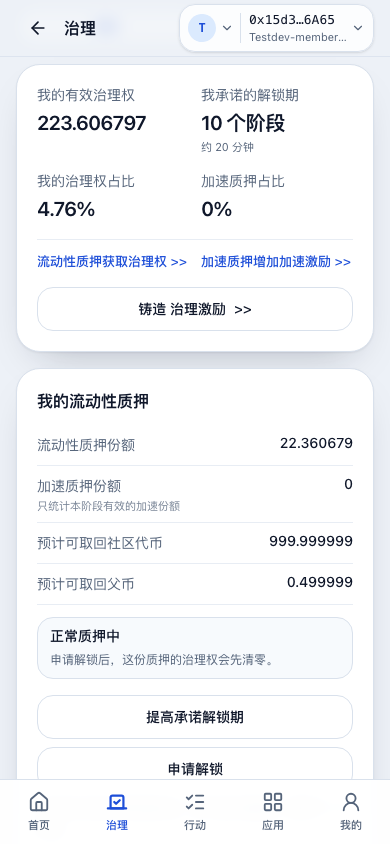 治理
T
0x15d3…6A65
Testdev-member…
我的有效治理权
我承诺的解锁期
223.606797
10 个阶段
约 20 分钟
我的治理权占比
加速质押占比
4.76%
0%
流动性质押获取治理权 >>
加速质押增加加速激励 >>
铸造 治理激励 >>
我的流动性质押
流动性质押份额
22.360679
加速质押份额
0
只统计本阶段有效的加速份额
预计可取回社区代币
999.999999
预计可取回父币
0.499999
正常质押中
申请解锁后，这份质押的治理权会先清零。
提高承诺解锁期
申请解锁
首页
治理
行动
应用
我的